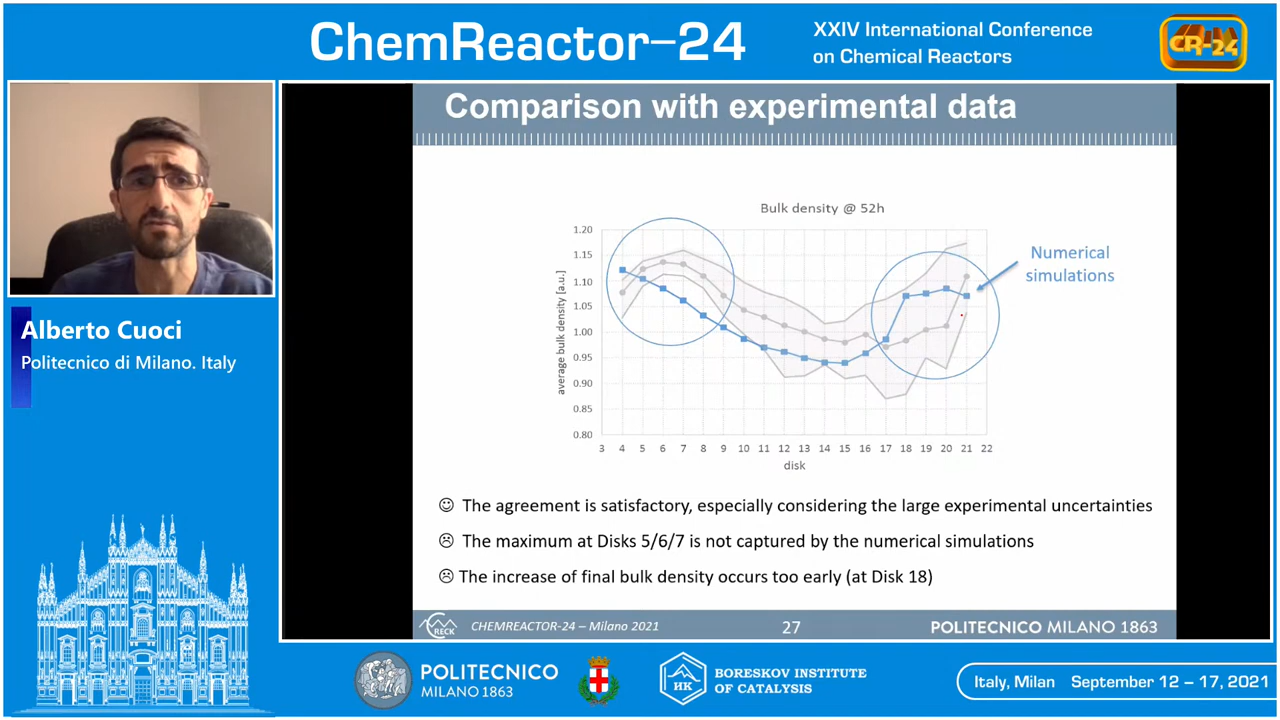 ChemReactor-24
XXIV International Conference
on Chemical Reactors
CR-24
Alberto Cuoci
Politecnico di Milano. Italy
Comparison with experimental data
Bulk density @ 52h
1.20
1.15
1.10
1.05
1.00
0.95
0.90
0.85
0.80
average bulk density [a.u.]
3 4 5 6 7 8 9 10 11 12 13 14 15 16 17 18 19 20 21 22
disk
Numerical
simulations
☺ The agreement is satisfactory, especially considering the large experimental uncertainties
☹ The maximum at Disks 5/6/7 is not captured by the numerical simulations
☹ The increase of final bulk density occurs too early (at Disk 18)
CRECK
CHEMREACTOR-24 – Milano 2021
27
POLITECNICO MILANO 1863
POLITECNICO
MILANO 1863
НК
BORESKOV INSTITUTE
OF CATALYSIS
Italy, Milan September 12 – 17, 2021